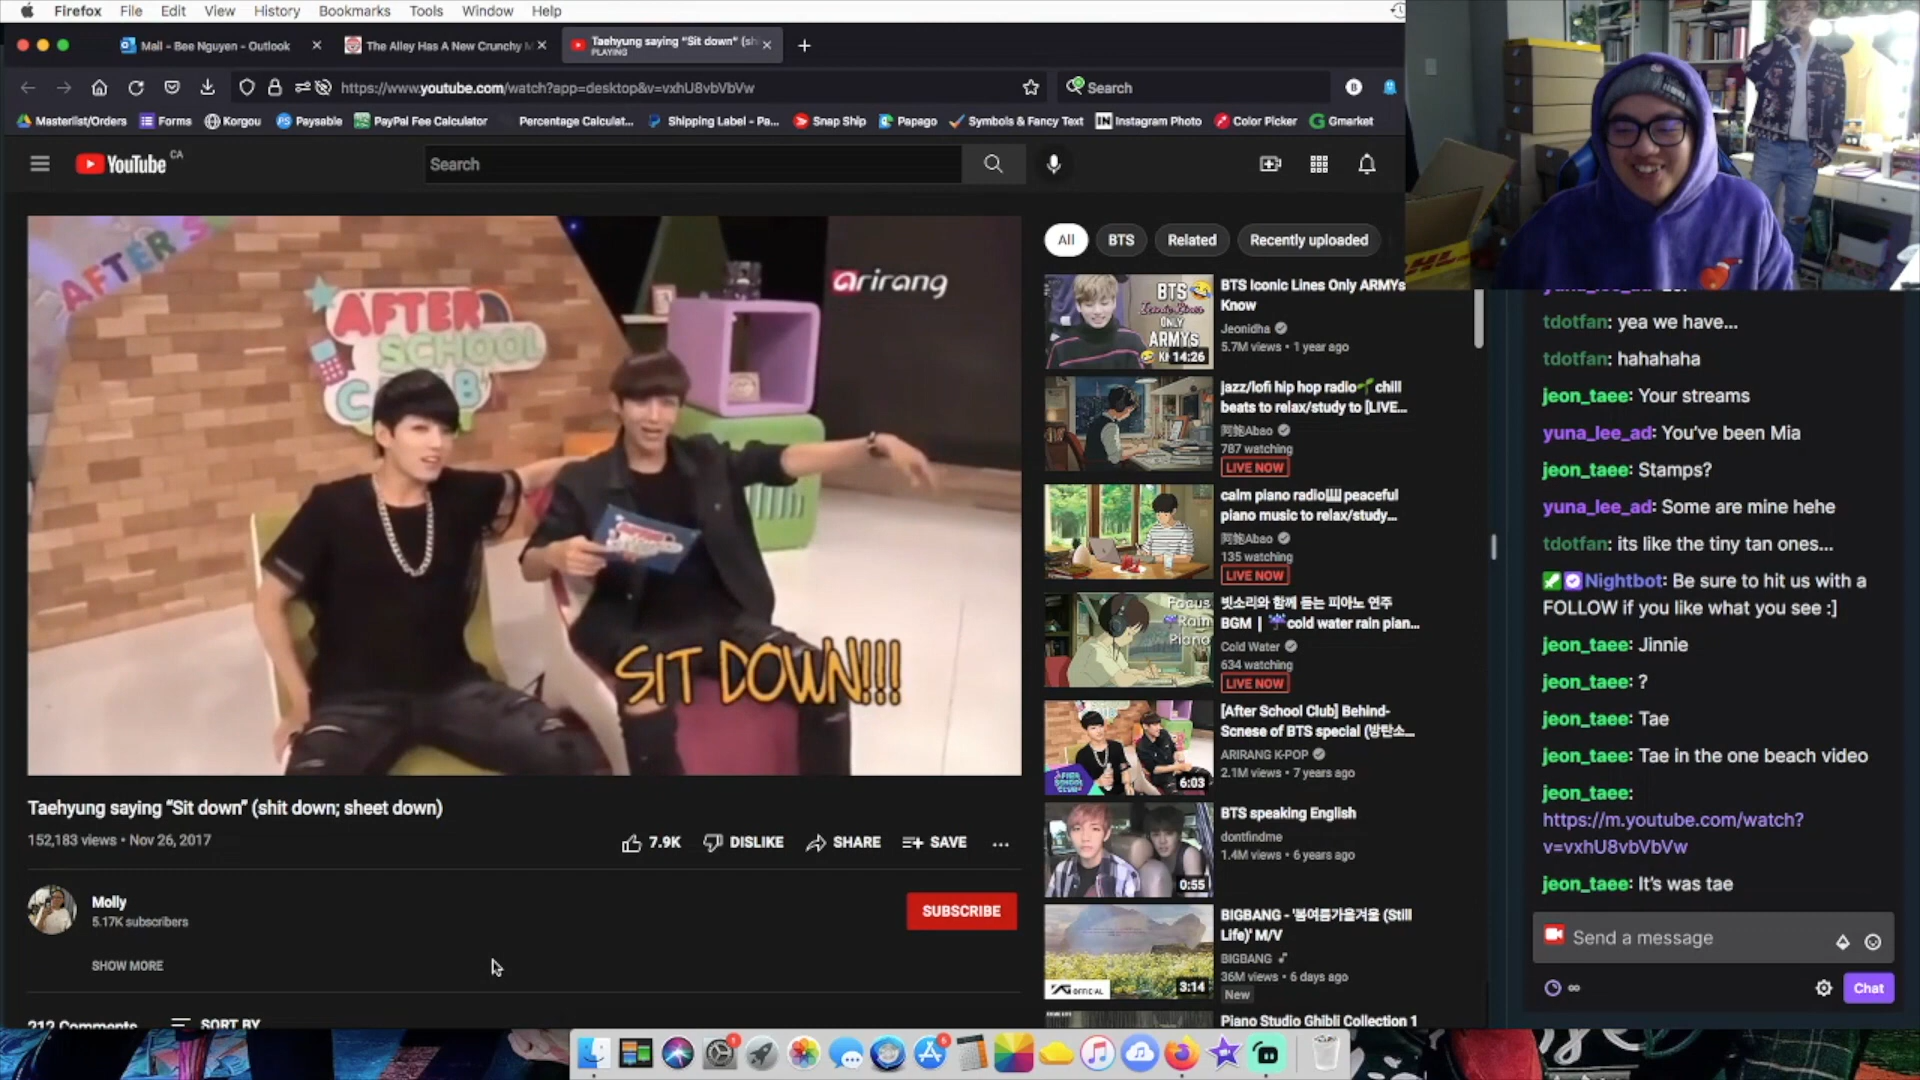 Firefox File Edit View History Bookmarks Tools Window Help
Mail - Bee Nguyen - Outlook
The Alley Has A New Crunchy
Taehyung saying “Sit down” (sh
PLAYING
https://www.youtube.com/watch?app=desktop&v=vxhU8vbVbVw
Search
Masterlist/Orders Forms Korgou Paysable PayPal Fee Calculator Percentage Calculat... Shipping Label - Pa... Snap Ship Papago Symbols & Fancy Text Instagram Photo Color Picker Gmarket
YouTube CA
Search
AFTER S
arirang
AFTER
SCHOOL
CLUB
SIT DOWN!!!
Taehyung saying “Sit down” (shit down; sheet down)
152,183 views • Nov 26, 2017
7.9K DISLIKE SHARE SAVE ...
Molly
5.17K subscribers
SUBSCRIBE
SHOW MORE
212 Comments SORT BY
All BTS Related Recently uploaded
BTS
Iconic Lines
ONLY
ARMYs
14:26
BTS Iconic Lines Only ARMYs
Know
Jeonidha
5.7M views • 1 year ago
jazz/lofi hip hop radio🌱chill
beats to relax/study to [LIVE...
阿鲍Abao
787 watching
LIVE NOW
calm piano radio🎹peaceful
piano music to relax/study...
阿鲍Abao
135 watching
LIVE NOW
Focus
Rain
Piano
빗소리와 함께 듣는 피아노 연주
BGM | ☔cold water rain pian...
Cold Water
634 watching
LIVE NOW
6:03
[After School Club] Behind-
Scnese of BTS special (방탄소...
ARIRANG K-POP
2.1M views • 7 years ago
0:55
BTS speaking English
dontfindme
1.4M views • 6 years ago
YG OFFICIAL
3:14
BIGBANG - '봄여름가을겨울 (Still
Life)' M/V
BIGBANG
36M views • 6 days ago
New
Piano Studio Ghibli Collection 1
DHL
tdotfan: yea we have...
tdotfan: hahahaha
jeon_taee: Your streams
yuna_lee_ad: You’ve been Mia
jeon_taee: Stamps?
yuna_lee_ad: Some are mine hehe
tdotfan: its like the tiny tan ones...
Nightbot: Be sure to hit us with a
FOLLOW if you like what you see :]
jeon_taee: Jinnie
jeon_taee: ?
jeon_taee: Tae
jeon_taee: Tae in the one beach video
jeon_taee:
https://m.youtube.com/watch?
v=vxhU8vbVbVw
jeon_taee: It’s was tae
Send a message
Chat